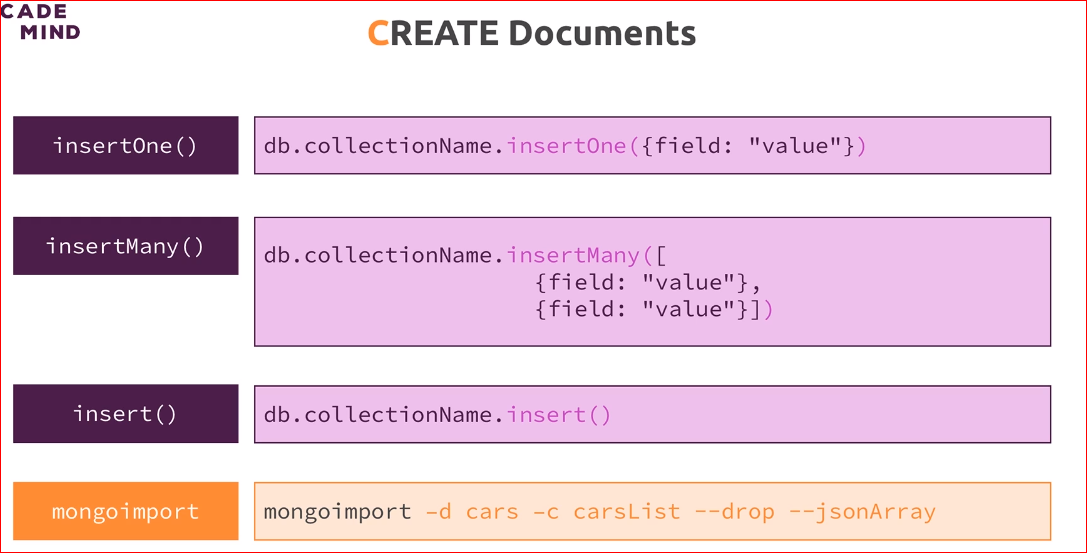 CADE
MIND
CREATE Documents
insertOne()
db.collectionName.insertOne({field: "value"})
insertMany()
db.collectionName.insertMany([
{field: "value"},
{field: "value"}])
insert()
db.collectionName.insert()
mongoimport
mongoimport –d cars –c carsList --drop --jsonArray